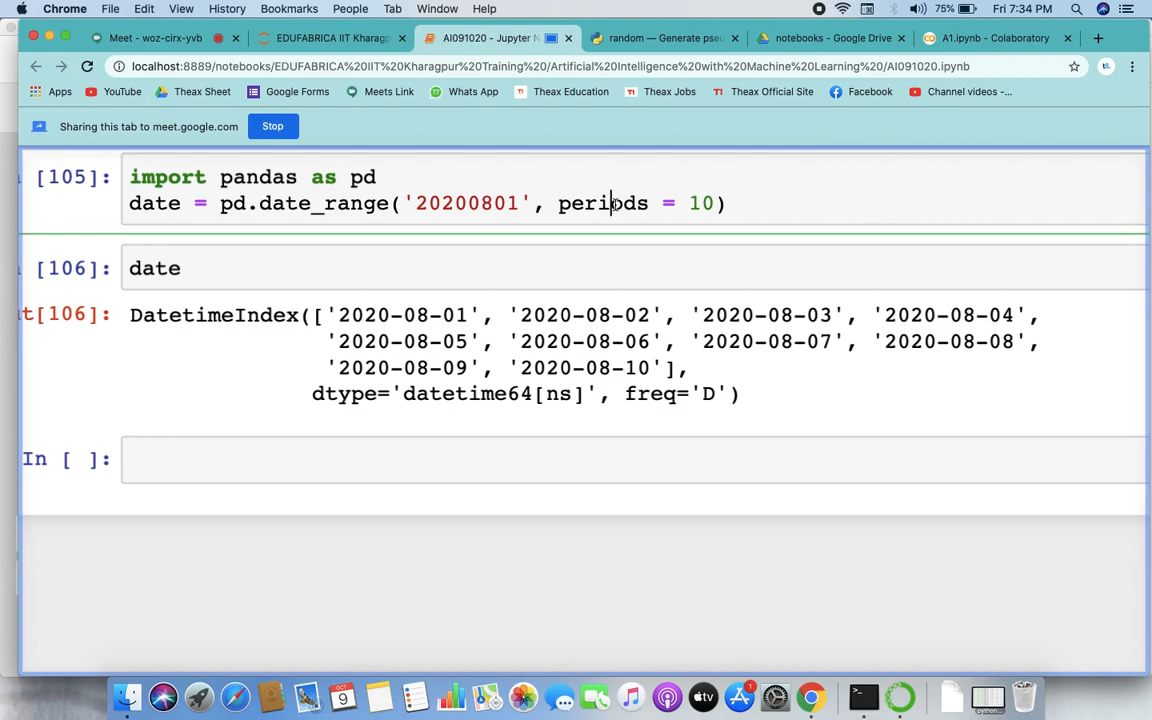 Chrome File Edit View History Bookmarks People Tab Window Help 75% Fri 7:34 PM
Meet - woz-cirx-yvb EDUFABRICA IIT Kharagp AI091020 - Jupyter N random — Generate pseu notebooks - Google Drive A1.ipynb - Colaboratory
localhost:8889/notebooks/EDUFABRICA%20IIT%20Kharagpur%20Training%20/Artificial%20Intelligence%20with%20Machine%20Learning%20/AI091020.ipynb
Apps YouTube Theax Sheet Google Forms Meets Link Whats App Theax Education Theax Jobs Theax Official Site Facebook Channel videos -...
Sharing this tab to meet.google.com Stop
[105]: import pandas as pd
date = pd.date_range('20200801', periods = 10)
[106]: date
t[106]: DatetimeIndex(['2020-08-01', '2020-08-02', '2020-08-03', '2020-08-04',
'2020-08-05', '2020-08-06', '2020-08-07', '2020-08-08',
'2020-08-09', '2020-08-10'],
dtype='datetime64[ns]', freq='D')
In [ ]:
OCT
9
tv